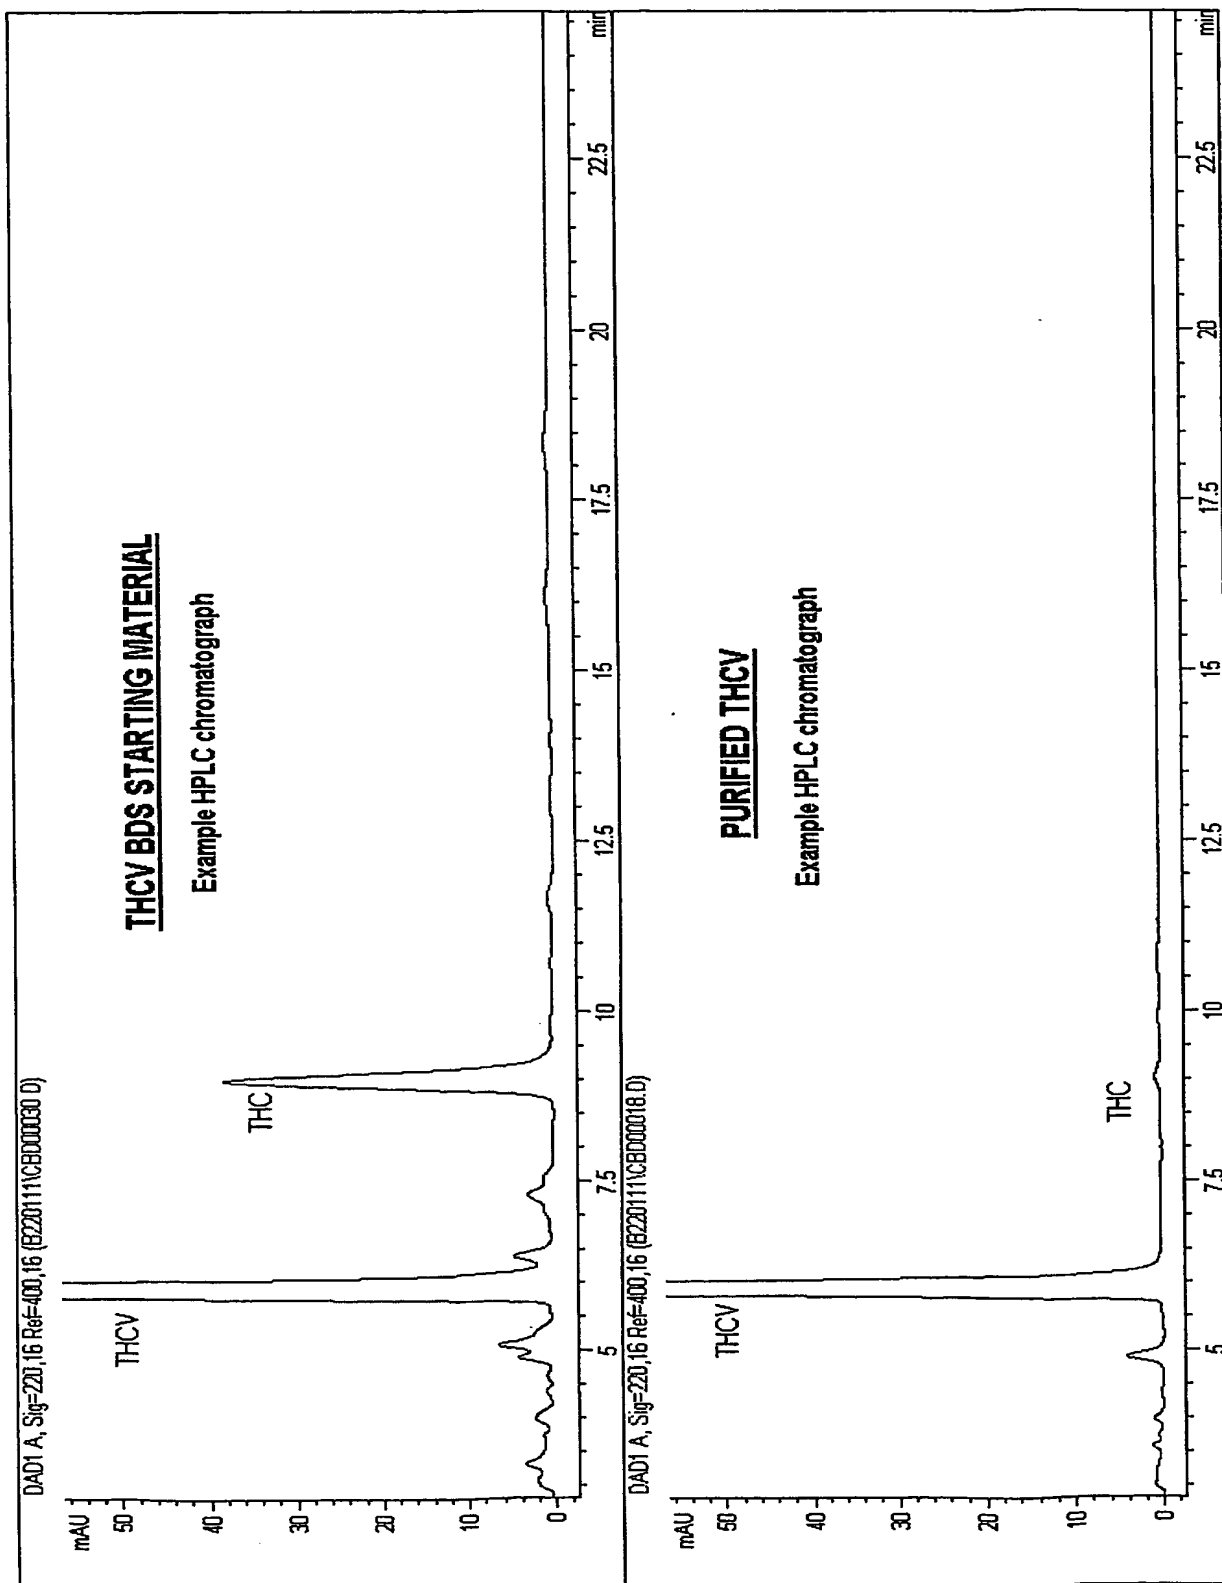 DAD1 A, Sig=220,16 Ref=400,16 (B220111\CBD00030 D)
mAU
50
40
30
20
10
0
THCV BDS STARTING MATERIAL
Example HPLC chromatograph
THCV
THC
5
7.5
10
12.5
15
17.5
20
22.5
min
DAD1 A, Sig=220,16 Ref=400,16 (B220111\CBD00018.D)
mAU
50
40
30
20
10
0
PURIFIED THCV
Example HPLC chromatograph
THCV
THC
5
7.5
10
12.5
15
17.5
20
22.5
min